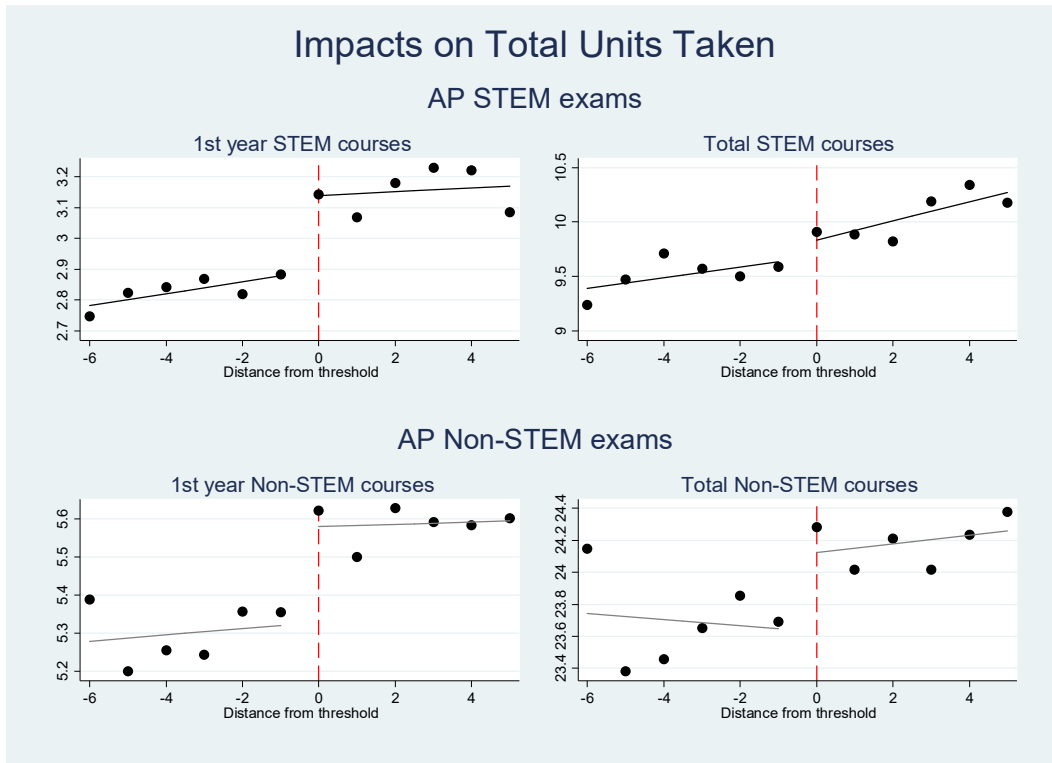 Impacts on Total Units Taken
AP STEM exams
1st year STEM courses
3.2
3.1
3
2.9
2.8
2.7
-6 -4 -2 0 2 4
Distance from threshold
Total STEM courses
10.5
10
9.5
9
-6 -4 -2 0 2 4
Distance from threshold
AP Non-STEM exams
1st year Non-STEM courses
5.6
5.5
5.4
5.3
5.2
-6 -4 -2 0 2 4
Distance from threshold
Total Non-STEM courses
24.4
24.2
24
23.8
23.6
23.4
-6 -4 -2 0 2 4
Distance from threshold